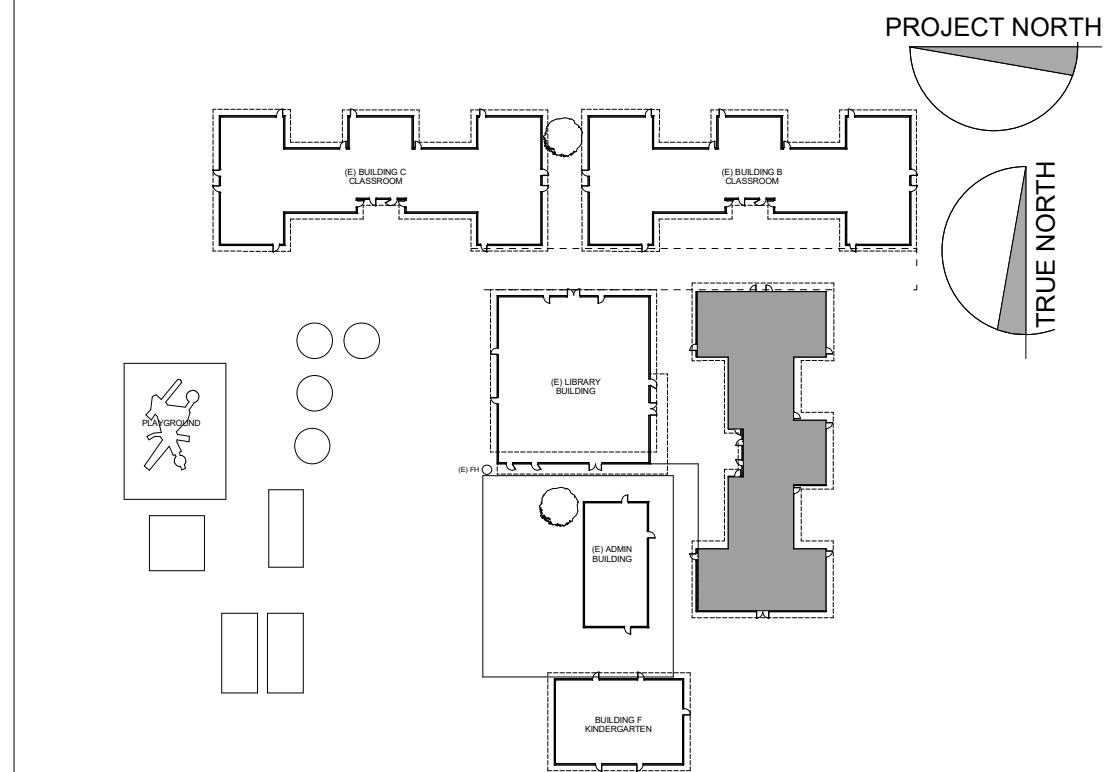 PROJECT NORTH
(E) BUILDING C
CLASSROOM
(E) BUILDING B
CLASSROOM
TRUE NORTH
(E) LIBRARY
BUILDING
PLAYGROUND
(E) FH
(E) ADMIN
BUILDING
BUILDING F
KINDERGARTEN